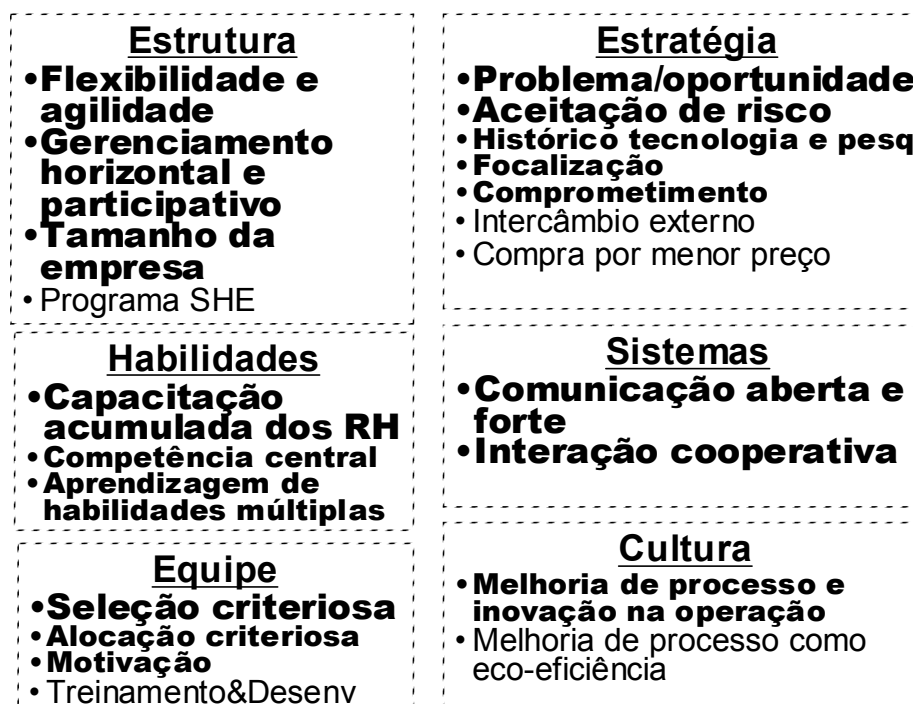 Estrutura
•Flexibilidade e
agilidade
•Gerenciamento
horizontal e
participativo
•Tamanho da
empresa
• Programa SHE
Estratégia
•Problema/oportunidade
•Aceitação de risco
•Histórico tecnologia e pesq
•Focalização
•Comprometimento
• Intercâmbio externo
• Compra por menor preço
Habilidades
•Capacitação
acumulada dos RH
•Competência central
•Aprendizagem de
habilidades múltiplas
Sistemas
•Comunicação aberta e
forte
•Interação cooperativa
Equipe
•Seleção criteriosa
•Alocação criteriosa
•Motivação
• Treinamento&Desenv
Cultura
•Melhoria de processo e
inovação na operação
• Melhoria de processo como
eco-eficiência